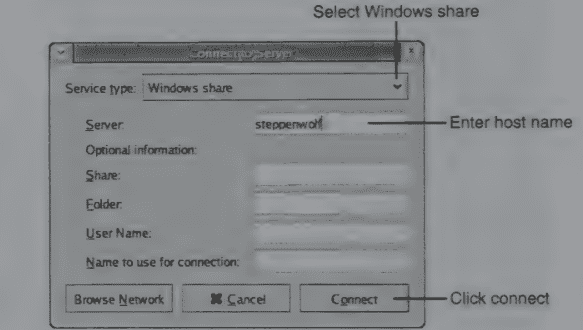 Select Windows share
Connect to Server
Service type: Windows share
Server: steppenwolf
Enter host name
Optional information:
Share:
Folder:
User Name:
Name to use for connection:
Browse Network
Cancel
Connect
Click connect